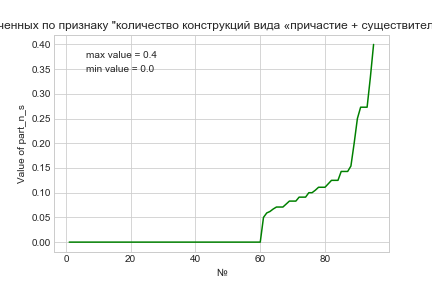 ченных по признаку "количество конструкций вида «причастие + существител
max value = 0.4
min value = 0.0
Value of part_n_s
0.40
0.35
0.30
0.25
0.20
0.15
0.10
0.05
0.00
0 20 40 60 80
№